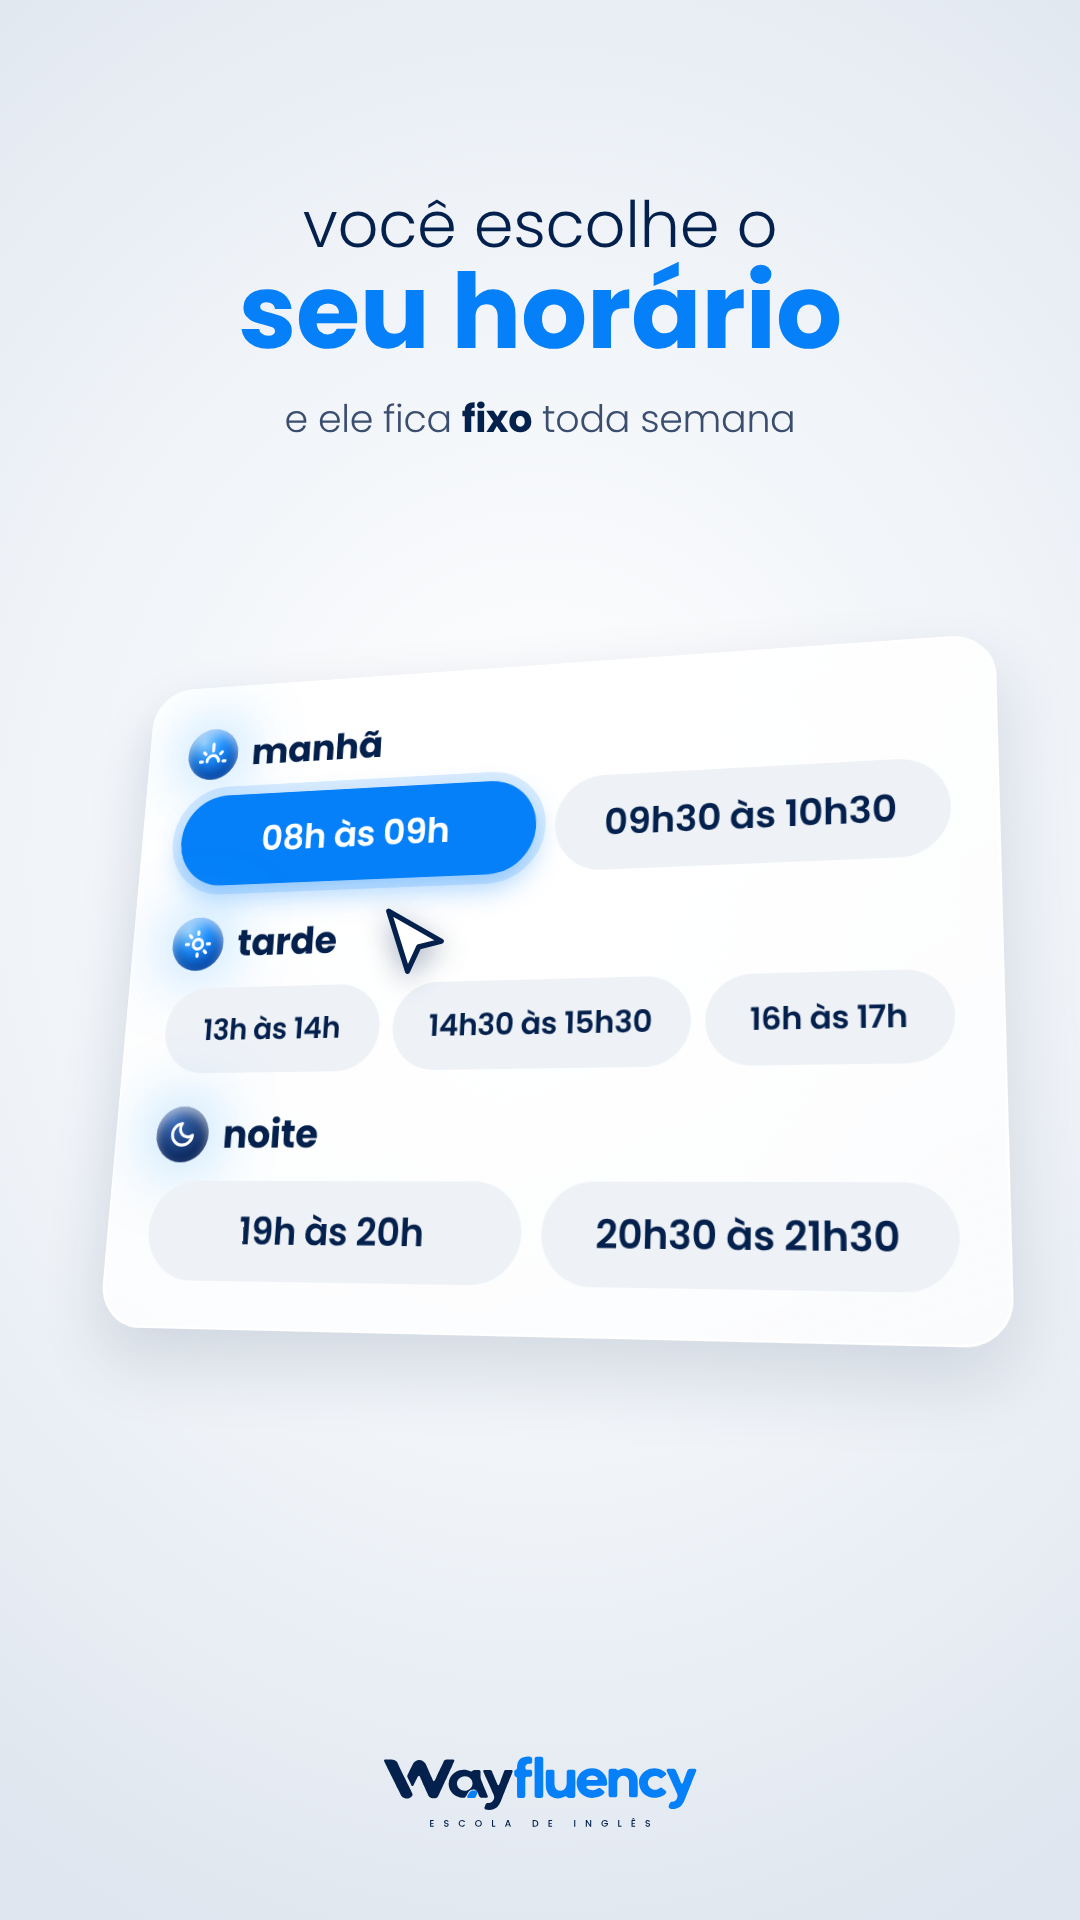 você escolhe o
seu horário
e ele fica fixo toda semana
manhã
08h às 09h
09h30 às 10h30
tarde
13h às 14h
14h30 às 15h30
16h às 17h
noite
19h às 20h
20h30 às 21h30
Wayfluency
ESCOLA DE INGLÊS